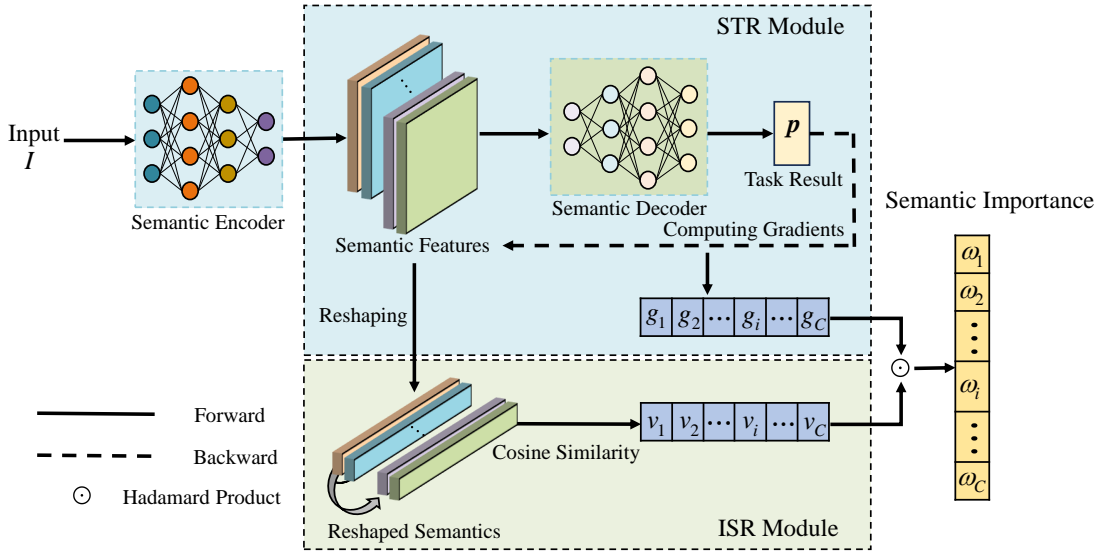 STR Module
Input
I
Semantic Encoder
Semantic Features
Semantic Decoder
p
Task Result
Computing Gradients
Semantic Importance
g1 g2 ··· gi ··· gC
Reshaping
ω1
ω2
⋮
ωi
⋮
ωC
⊙
v1 v2 ··· vi ··· vC
Cosine Similarity
Reshaped Semantics
ISR Module
Forward
Backward
⊙ Hadamard Product